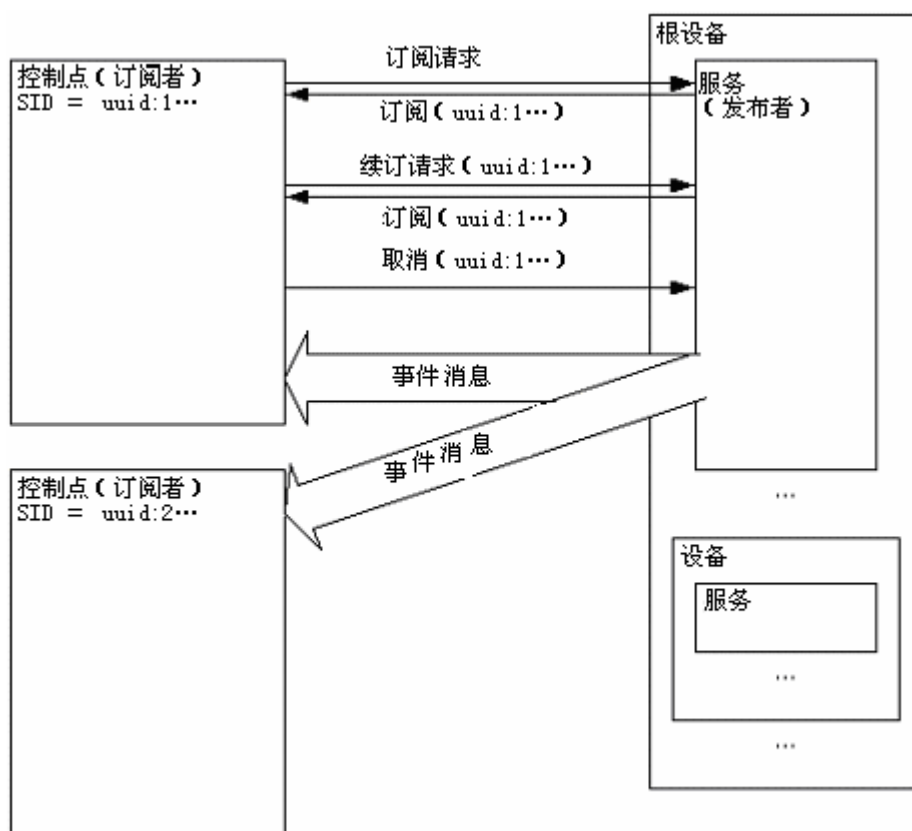 根设备
控制点(订阅者)
SID = uuid:1…
订阅请求
服务
(发布者)
订阅(uuid:1…)
续订请求(uuid:1…)
订阅(uuid:1…)
取消(uuid:1…)
事件消息
事件消息
控制点(订阅者)
SID = uuid:2…
…
设备
服务
…
…